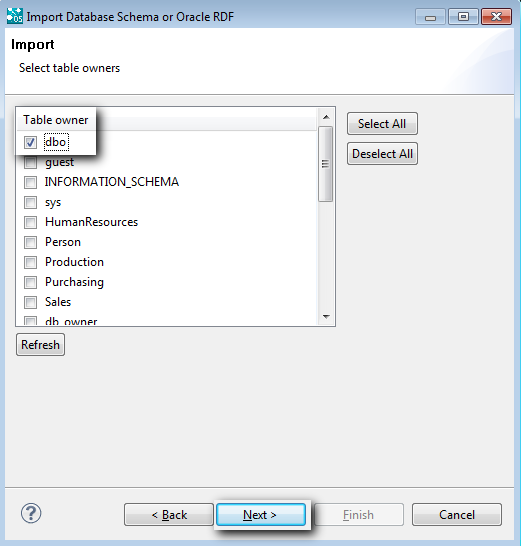 OS
Import Database Schema or Oracle RDF
Import
Select table owners
Table owner
dbo
guest
INFORMATION_SCHEMA
sys
HumanResources
Person
Production
Purchasing
Sales
db_owner
Select All
Deselect All
Refresh
?
< Back
Next >
Finish
Cancel